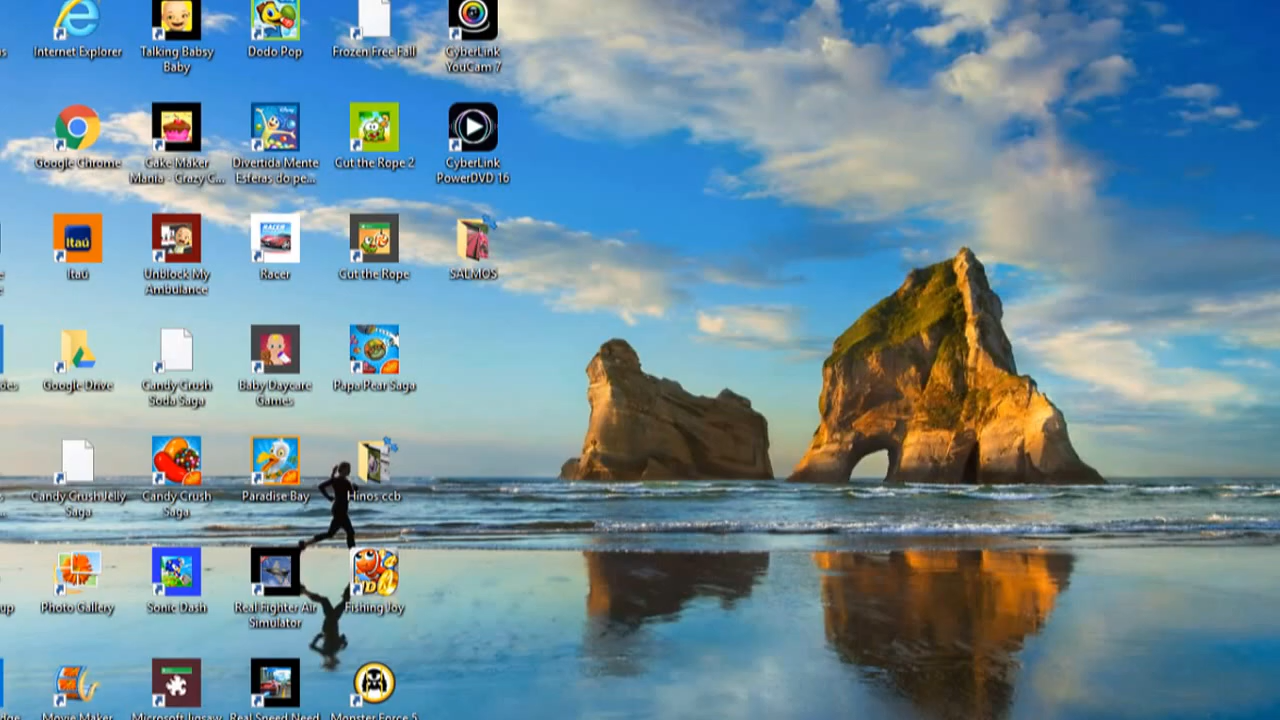 Internet Explorer
Talking Babsy
Baby
Dodo Pop
Frozen Free Fall
CyberLink
YouCam 7
Google Chrome
Cake Maker
Mania - Crazy C...
Divertida Mente
Esferas do pe...
Cut the Rope 2
CyberLink
PowerDVD 16
Itaú
Itaú
Unblock My
Ambulance
RACER
Racer
Cut the Rope
SALMOS
Google Drive
Candy Crush
Soda Saga
Baby Daycare
Games
Papa Pear Saga
Candy Crush Jelly
Saga
Candy Crush
Saga
Paradise Bay
Hinos ccb
Photo Gallery
Sonic Dash
Real Fighter Air
Simulator
Fishing Joy
Movie Maker
Microsoft Jigsaw
Real Speed Need
Monster Force 5